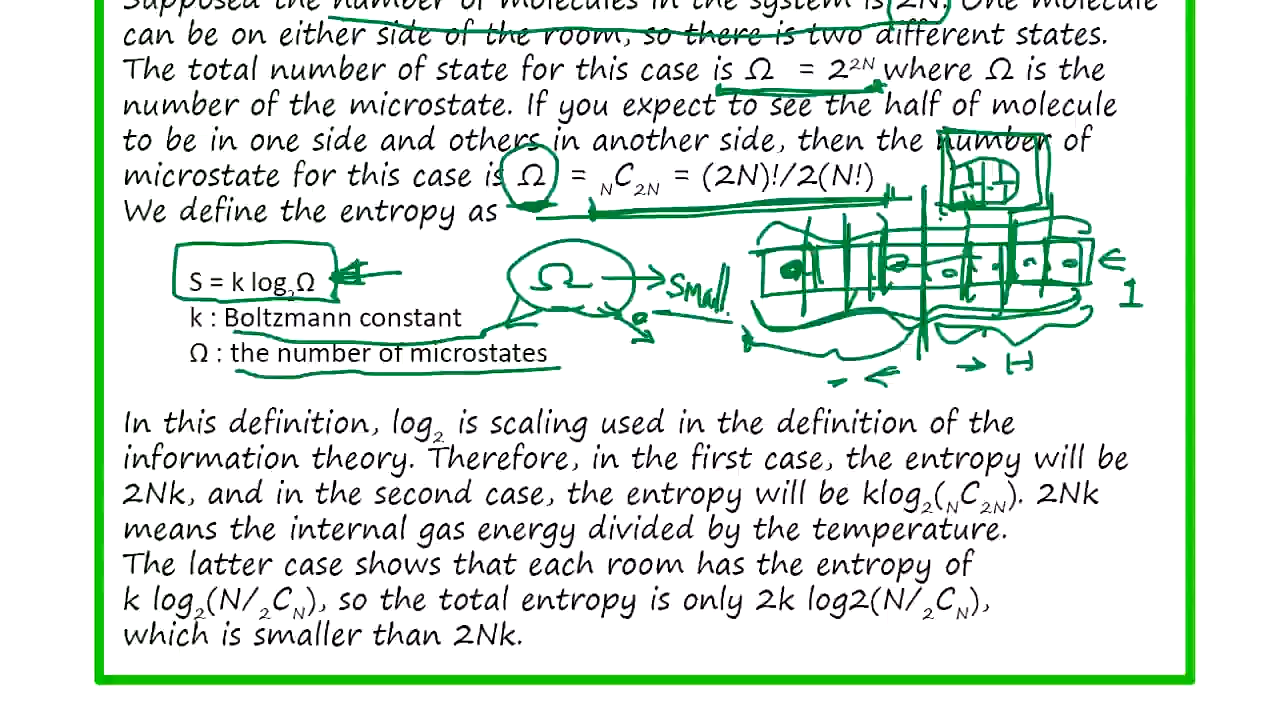 Supposed the number of molecules in the system is 2N. One molecule
can be on either side of the room, so there is two different states.
The total number of state for this case is Ω = 2²ᴺ where Ω is the
number of the microstate. If you expect to see the half of molecule
to be in one side and others in another side, then the number of
microstate for this case is Ω = NC2N = (2N)!/2(N!)
We define the entropy as
S = k log₂Ω
k : Boltzmann constant
Ω : the number of microstates
Ω → small
1
In this definition, log₂ is scaling used in the definition of the
information theory. Therefore, in the first case, the entropy will be
2Nk, and in the second case, the entropy will be klog₂(NC2N). 2Nk
means the internal gas energy divided by the temperature.
The latter case shows that each room has the entropy of
k log₂(N/₂CN), so the total entropy is only 2k log2(N/₂CN),
which is smaller than 2Nk.